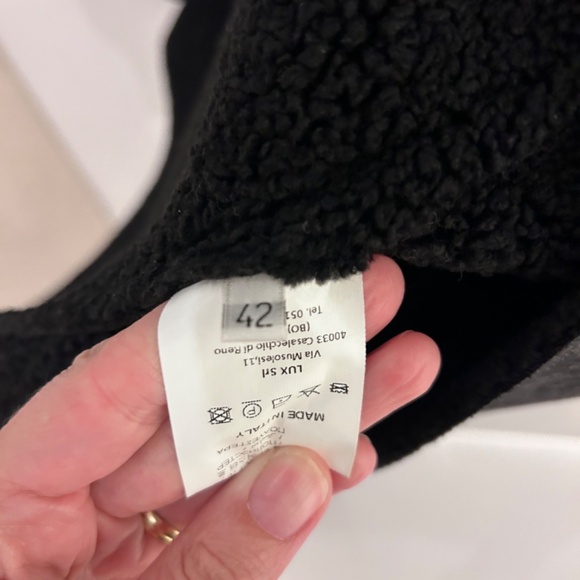 42
Tel. 051
(BO)
40033 Casalecchio di Reno
Via Musolesi,11
LUX Srl
P
MADE IN ITALY